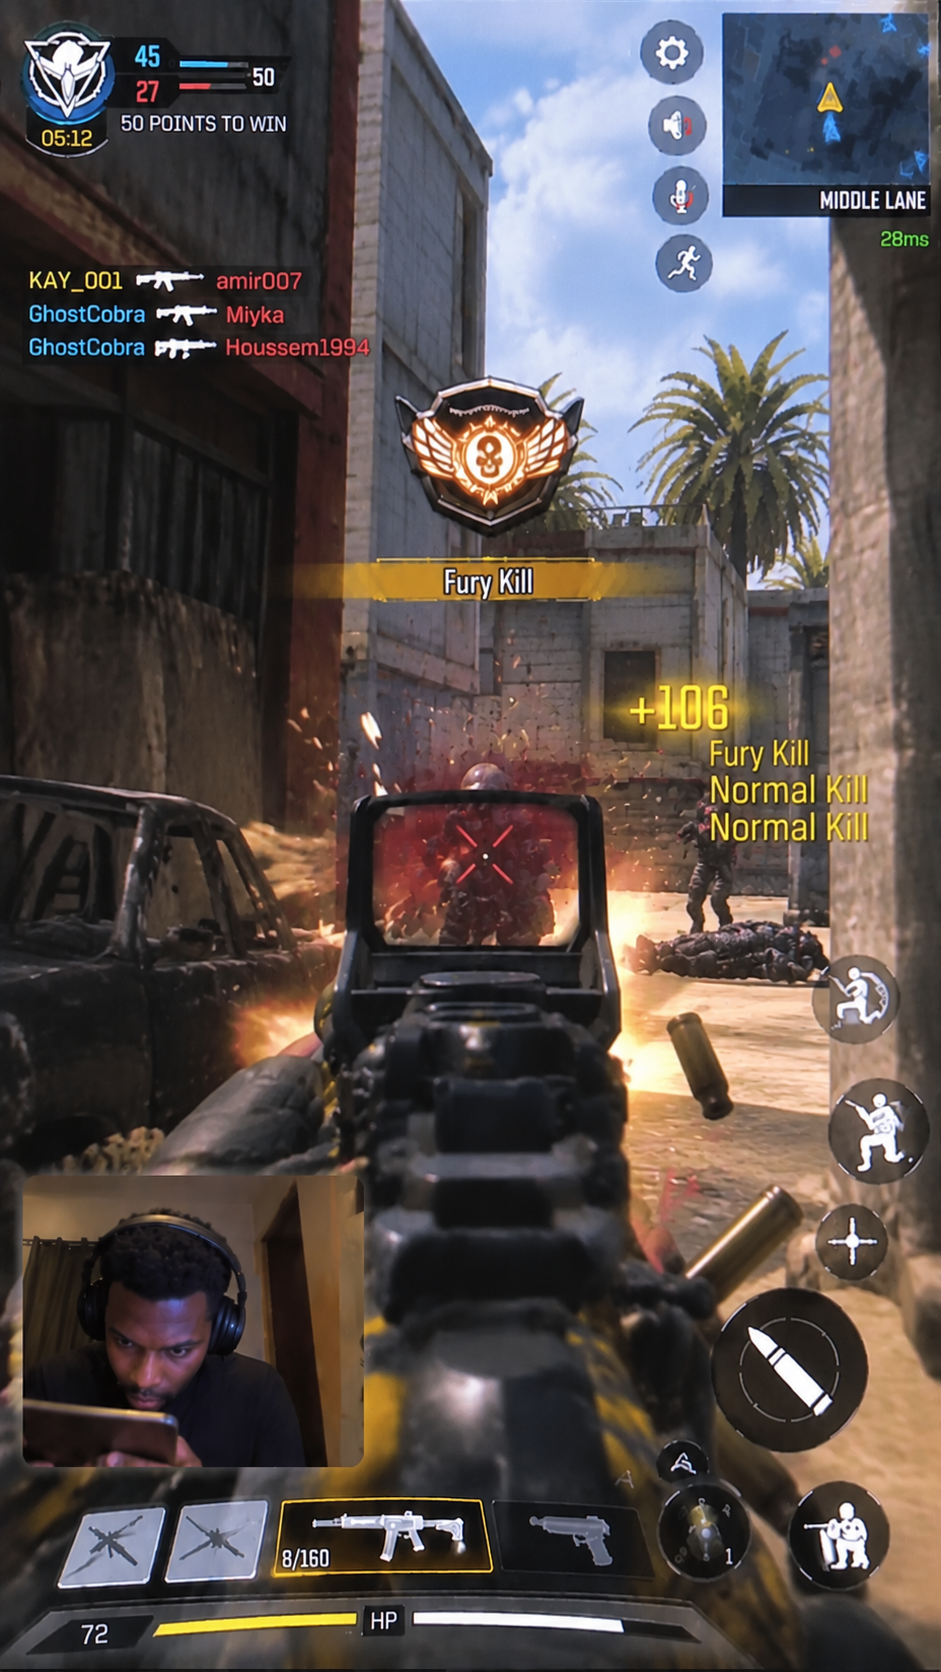 45
27
50
05:12
50 POINTS TO WIN
MIDDLE LANE
28ms
KAY_001 amir007
GhostCobra Miyka
GhostCobra Houssem1994
Fury Kill
+106
Fury Kill
Normal Kill
Normal Kill
8/160
1
72
HP